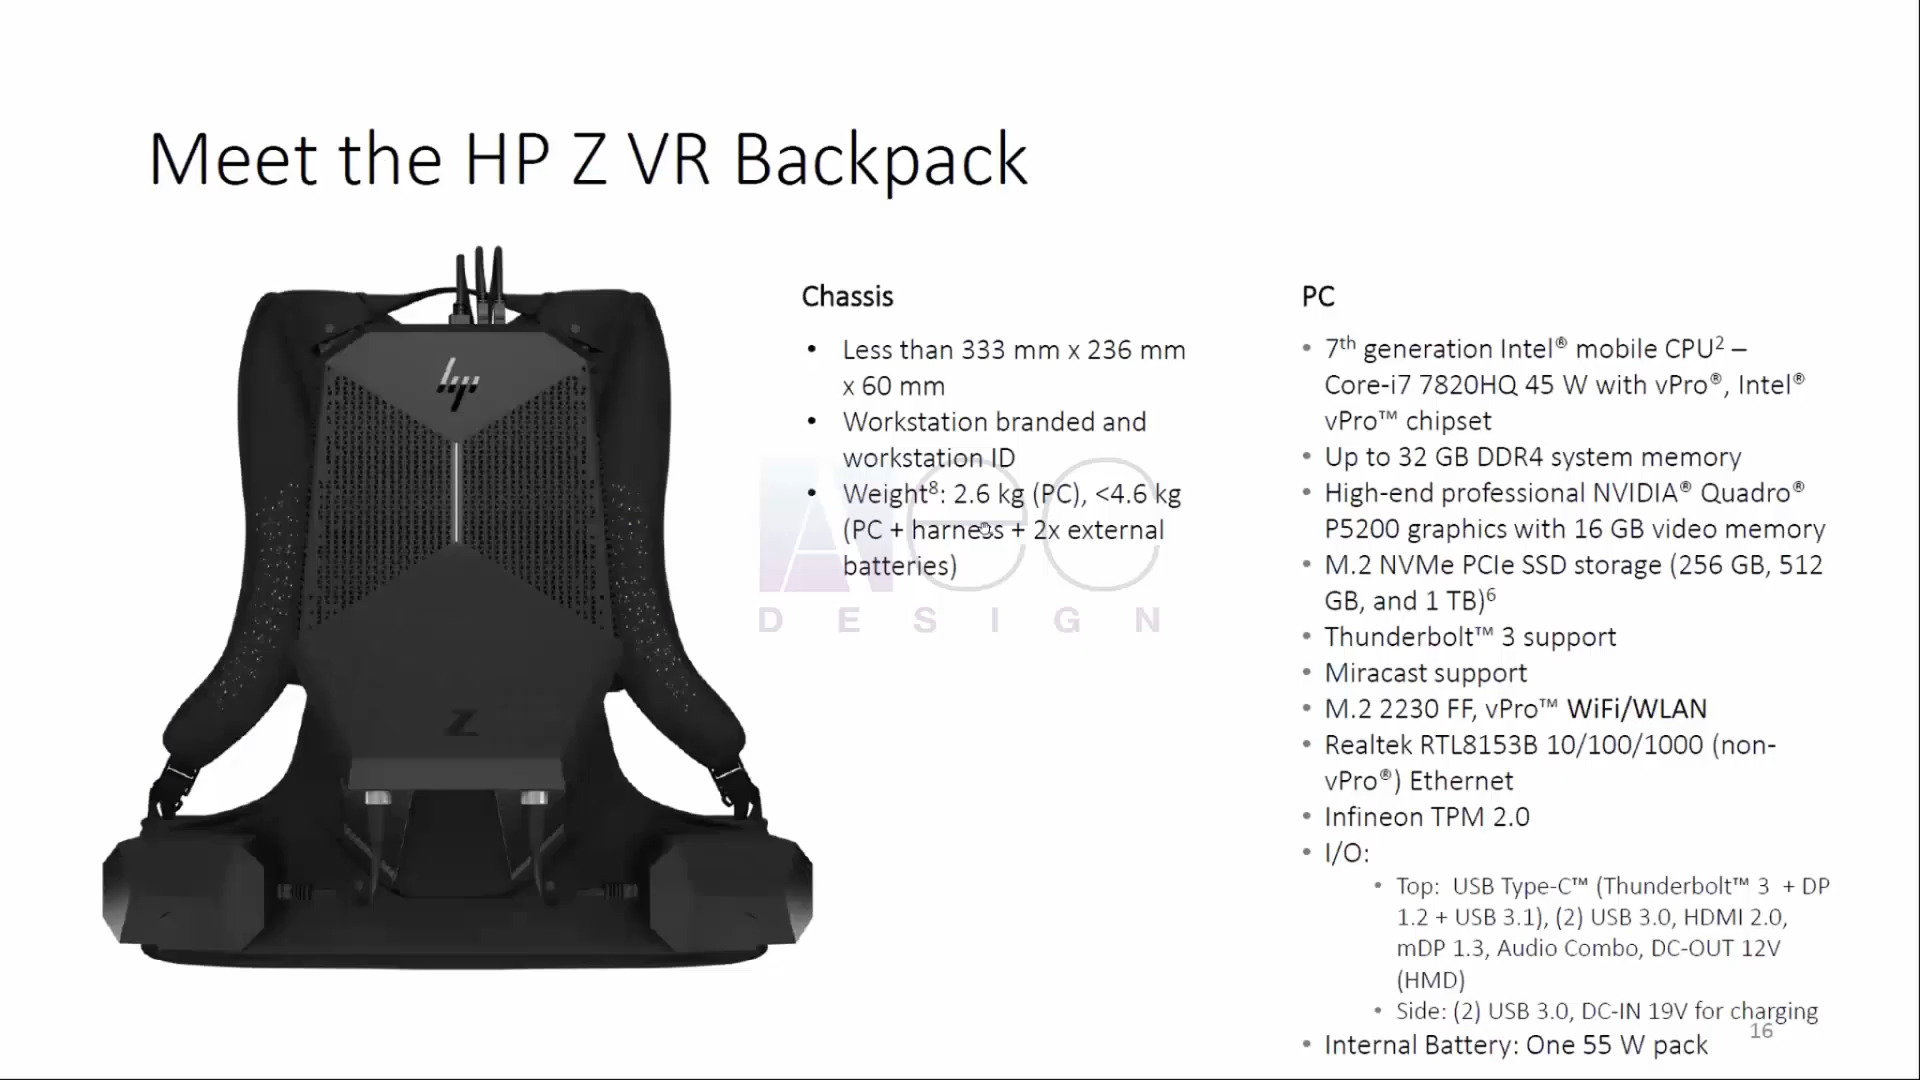 Meet the HP Z VR Backpack
hp
Z
Chassis
• Less than 333 mm x 236 mm
x 60 mm
• Workstation branded and
workstation ID
• Weight⁸: 2.6 kg (PC), <4.6 kg
(PC + harness + 2x external
batteries)
AEC
DESIGN
PC
• 7th generation Intel® mobile CPU² –
Core-i7 7820HQ 45 W with vPro®, Intel®
vPro™ chipset
• Up to 32 GB DDR4 system memory
• High-end professional NVIDIA® Quadro®
P5200 graphics with 16 GB video memory
• M.2 NVMe PCIe SSD storage (256 GB, 512
GB, and 1 TB)⁶
• Thunderbolt™ 3 support
• Miracast support
• M.2 2230 FF, vPro™ WiFi/WLAN
• Realtek RTL8153B 10/100/1000 (non-
vPro®) Ethernet
• Infineon TPM 2.0
• I/O:
• Top: USB Type-C™ (Thunderbolt™ 3 + DP
1.2 + USB 3.1), (2) USB 3.0, HDMI 2.0,
mDP 1.3, Audio Combo, DC-OUT 12V
(HMD)
• Side: (2) USB 3.0, DC-IN 19V for charging
• Internal Battery: One 55 W pack
16